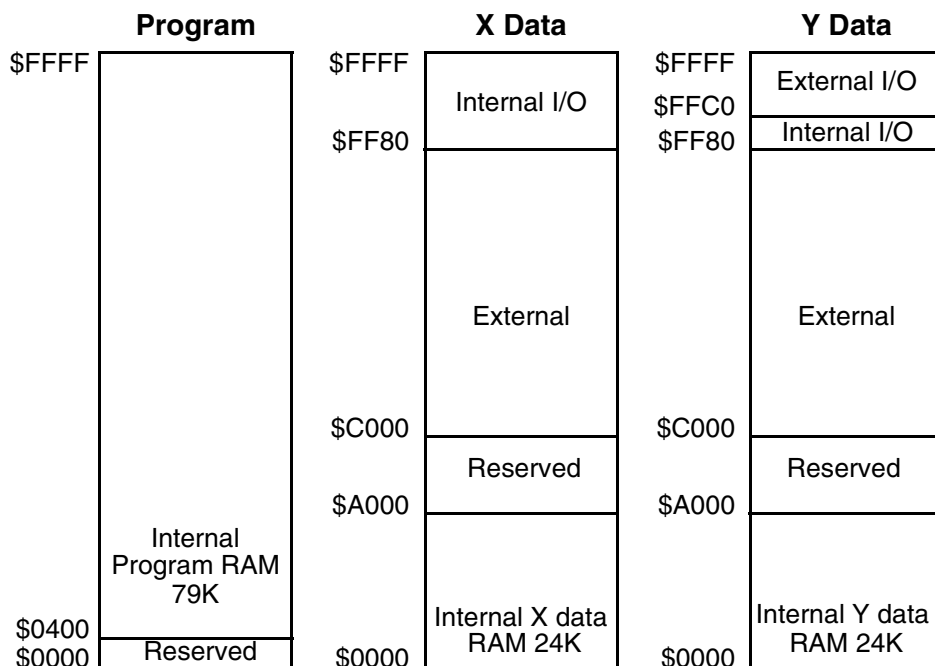 Program
$FFFF
Internal
Program RAM
79K
$0400
$0000
Reserved
X Data
$FFFF
Internal I/O
$FF80
External
$C000
Reserved
$A000
Internal X data
RAM 24K
$0000
Y Data
$FFFF
External I/O
$FFC0
Internal I/O
$FF80
External
$C000
Reserved
$A000
Internal Y data
RAM 24K
$0000